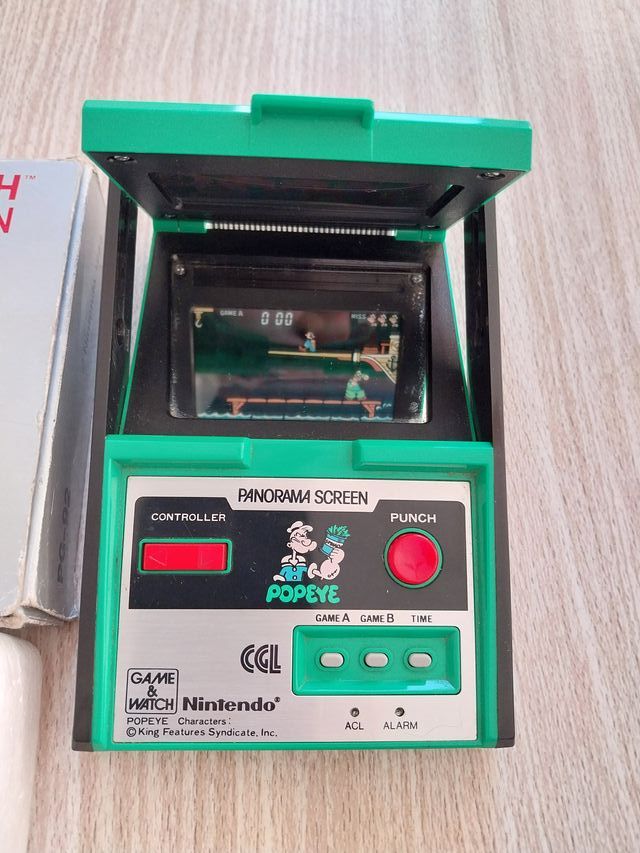 H™
N
GAME A 0 00 MISS
PANORAMA SCREEN
CONTROLLER
PUNCH
POPEYE
GAME A GAME B TIME
CGL
GAME & WATCH
Nintendo®
ACL ALARM
POPEYE Characters:
© King Features Syndicate, Inc.